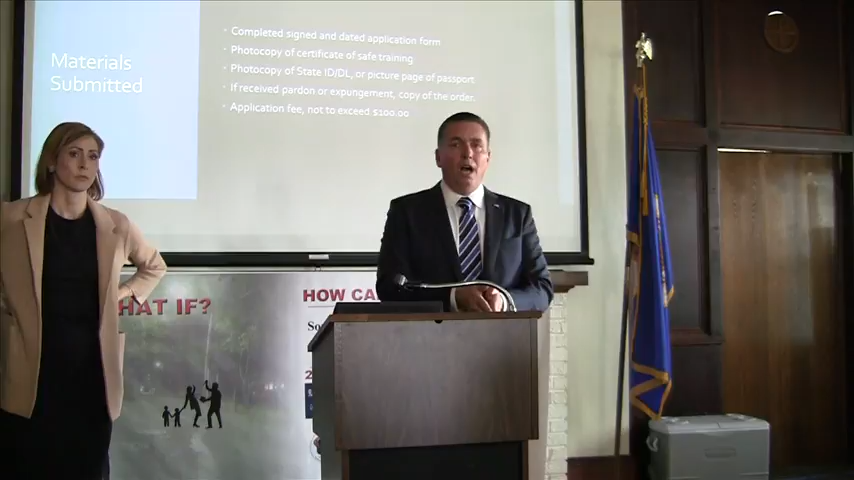 Materials
Submitted
Completed signed and dated application form
Photocopy of certificate of safe training
Photocopy of State ID/DL, or picture page of passport
If received pardon or expungement, copy of the order.
Application fee, not to exceed $100.00
HAT IF?
HOW CA